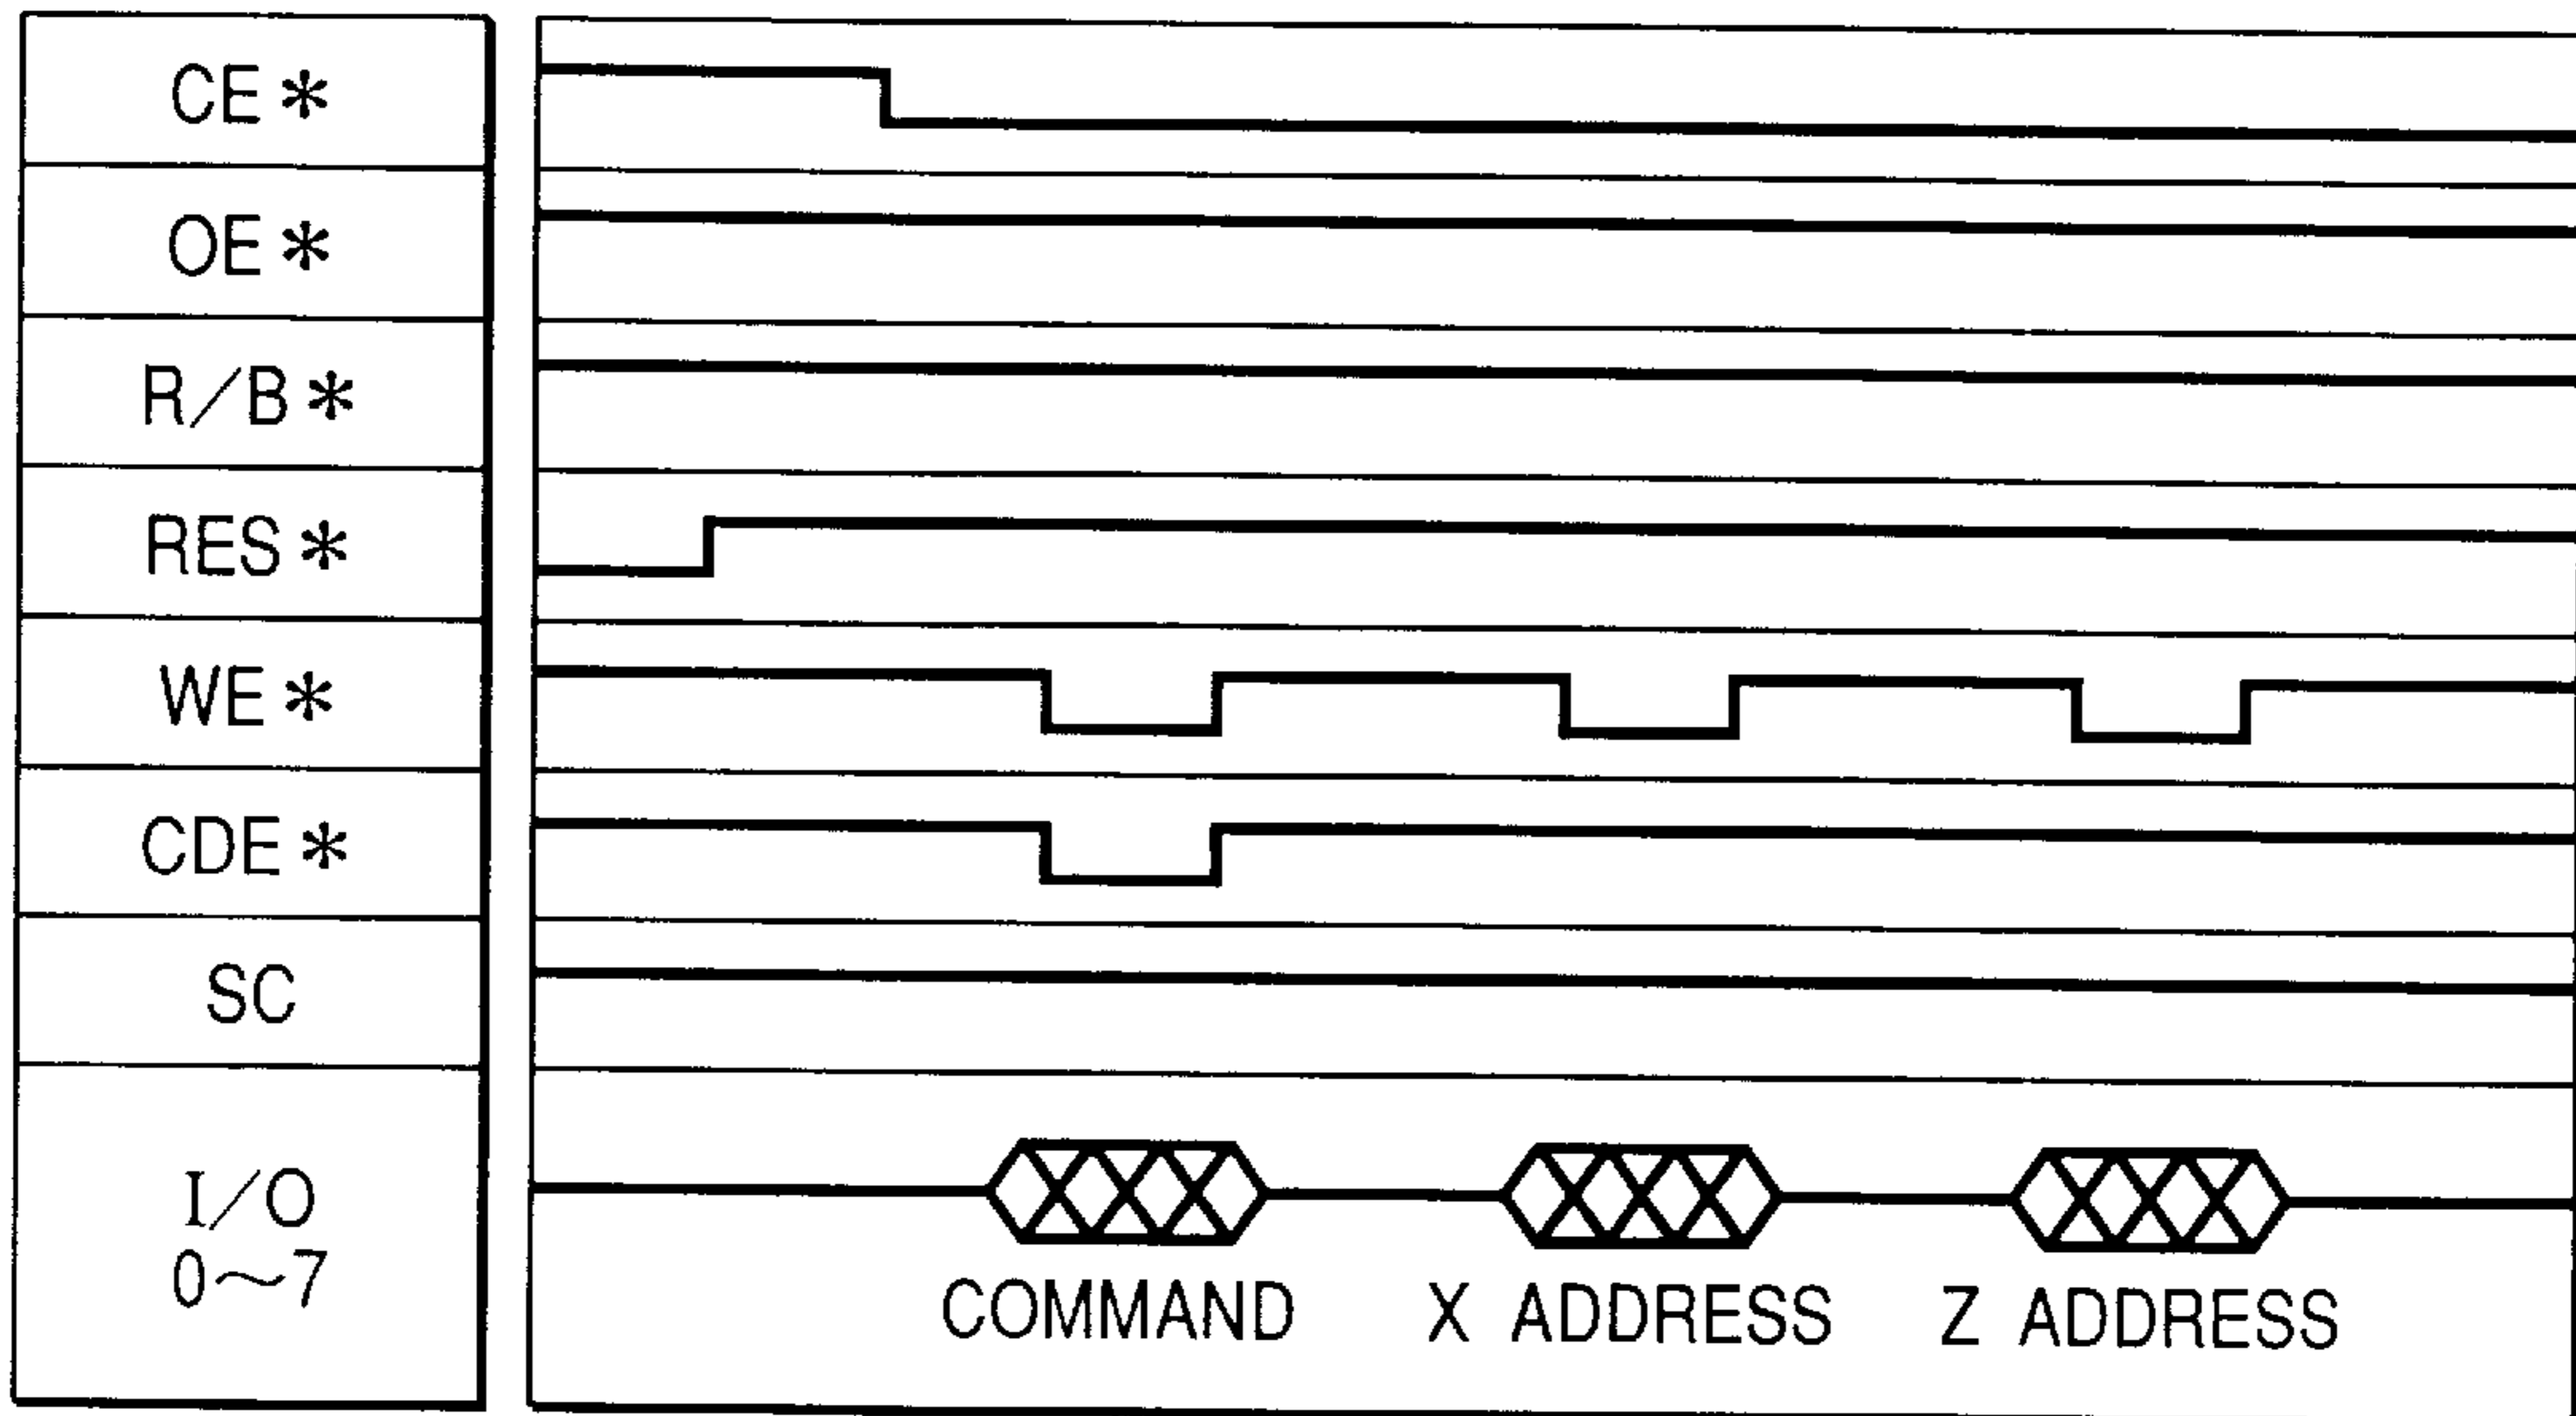 CE*
OE*
R/B*
RES*
WE*
CDE*
SC
I/O
0~7
COMMAND
X ADDRESS
Z ADDRESS